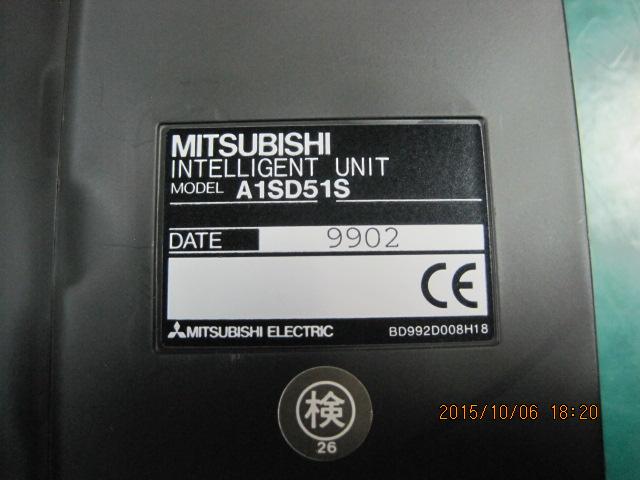 MITSUBISHI
INTELLIGENT UNIT
MODEL A1SD51S
DATE 9902
CE
MITSUBISHI ELECTRIC BD992D008H18
検
26
2015/10/06 18:20